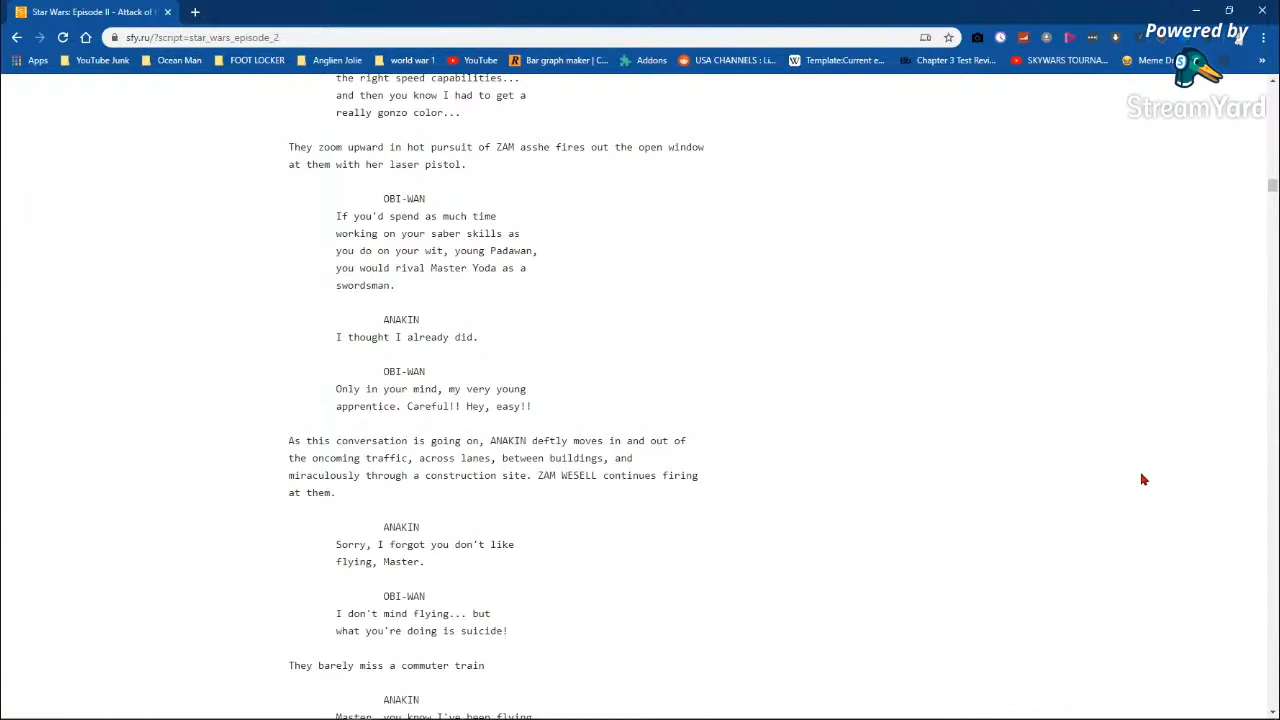 Star Wars: Episode II - Attack of
Powered by
sfy.ru/?script=star_wars_episode_2
Apps
YouTube Junk
Ocean Man
FOOT LOCKER
Anglien Jolie
world war 1
YouTube
Bar graph maker | C...
Addons
USA CHANNELS : Li...
Template:Current e...
Chapter 3 Test Revi...
SKYWARS TOURNA...
Meme De
StreamYard
the right speed capabilities...
and then you know I had to get a
really gonzo color...
They zoom upward in hot pursuit of ZAM asshe fires out the open window
at them with her laser pistol.
OBI-WAN
If you'd spend as much time
working on your saber skills as
you do on your wit, young Padawan,
you would rival Master Yoda as a
swordsman.
ANAKIN
I thought I already did.
OBI-WAN
Only in your mind, my very young
apprentice. Careful!! Hey, easy!!
As this conversation is going on, ANAKIN deftly moves in and out of
the oncoming traffic, across lanes, between buildings, and
miraculously through a construction site. ZAM WESELL continues firing
at them.
ANAKIN
Sorry, I forgot you don't like
flying, Master.
OBI-WAN
I don't mind flying... but
what you're doing is suicide!
They barely miss a commuter train
ANAKIN
Master, you know I've been flying